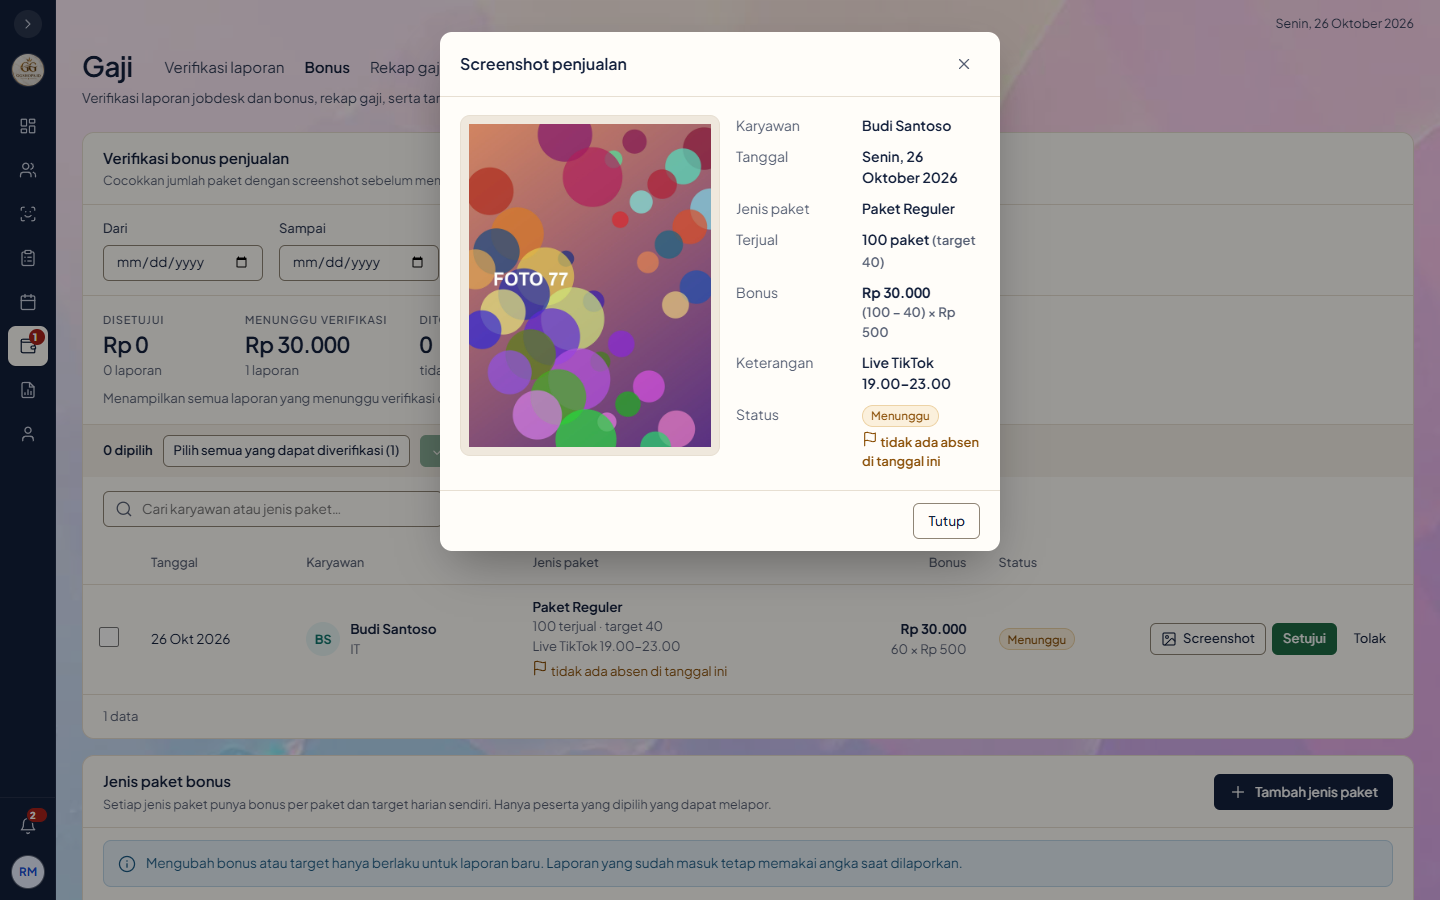 Senin, 26 Oktober 2026
Gaji
Verifikasi laporan
Bonus
Rekap gaj
Verifikasi laporan jobdesk dan bonus, rekap gaji, serta tar
Verifikasi bonus penjualan
Cocokkan jumlah paket dengan screenshot sebelum mem
Dari
Sampai
mm/dd/yyyy
mm/dd/yyyy
DISETUJUI
MENUNGGU VERIFIKASI
Rp 0
Rp 30.000
0
0 laporan
1 laporan
tida
Menampilkan semua laporan yang menunggu verifikasi
0 dipilih
Pilih semua yang dapat diverifikasi (1)
Cari karyawan atau jenis paket...
Screenshot penjualan
FOTO 77
Karyawan
Budi Santoso
Tanggal
Senin, 26
Oktober 2026
Jenis paket
Paket Reguler
Terjual
100 paket (target
40)
Bonus
Rp 30.000
(100 – 40) × Rp
500
Keterangan
Live TikTok
19.00–23.00
Status
Menunggu
tidak ada absen
di tanggal ini
Tutup
Tanggal
Karyawan
Jenis paket
Bonus
Status
26 Okt 2026
BS
Budi Santoso
IT
Paket Reguler
100 terjual · target 40
Live TikTok 19.00–23.00
tidak ada absen di tanggal ini
Rp 30.000
60 × Rp 500
Menunggu
Screenshot
Setujui
Tolak
1 data
Jenis paket bonus
Setiap jenis paket punya bonus per paket dan target harian sendiri. Hanya peserta yang dipilih yang dapat melapor.
Tambah jenis paket
Mengubah bonus atau target hanya berlaku untuk laporan baru. Laporan yang sudah masuk tetap memakai angka saat dilaporkan.
1
2
RM